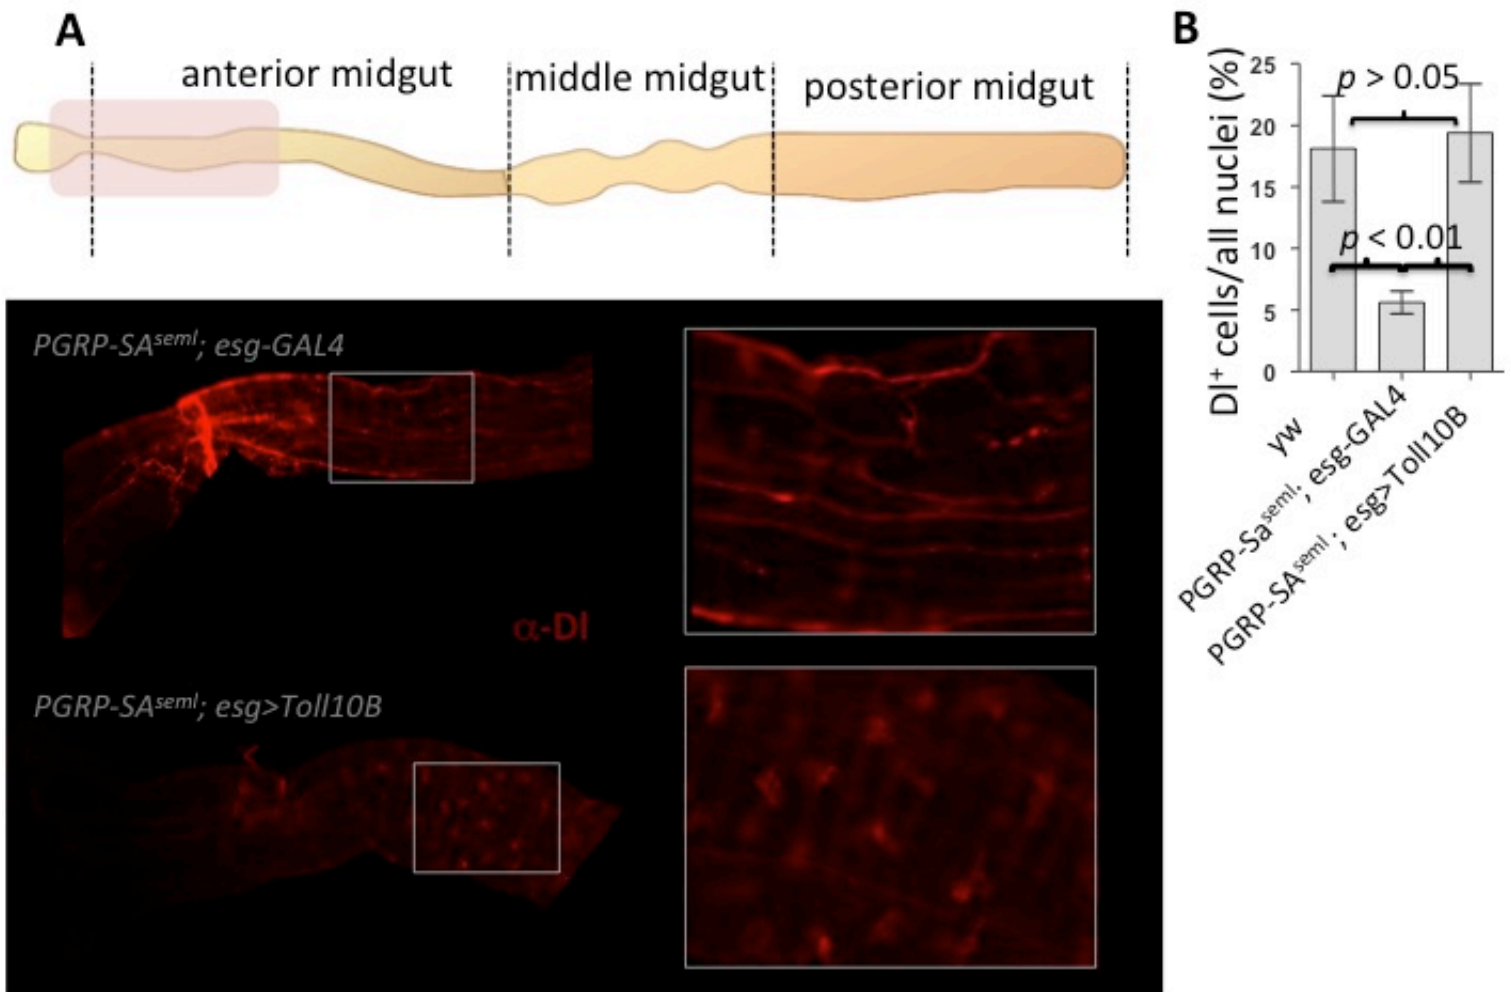 A
anterior midgut
middle midgut
posterior midgut
PGRP-SAseml; esg-GAL4
α-Dl
PGRP-SAseml; esg>Toll10B
B
Dl+ cells/all nuclei (%)
25
20
15
10
5
0
p > 0.05
p < 0.01
yw
PGRP-Saseml; esg-GAL4
PGRP-SAseml; esg>Toll10B